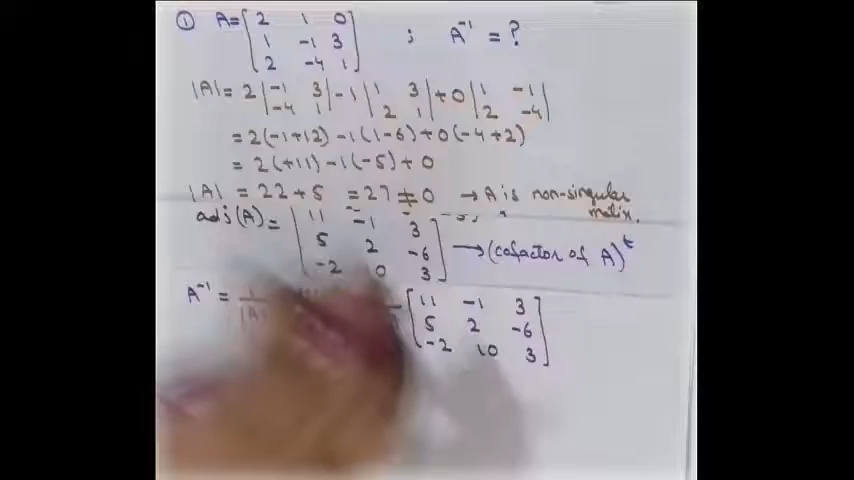 ① A = [ 2 1 0 ; A⁻¹ = ?
1 -1 3
2 -4 1 ]
|A| = 2 | -1 3 | - 1 | 1 3 | + 0 | 1 -1 |
-4 1 2 1 2 -4
= 2(-1+12) - 1(1-6) + 0(-4+2)
= 2(+11) - 1(-5) + 0
|A| = 22 + 5 = 27 ≠ 0 → A is non-singular
matix.
adj(A) = [ 11 -1 3
5 2 -6 → (cofactor of A)ᵗ
-2 0 3 ]
A⁻¹ = 1 [ 11 -1 3
|A| 5 2 -6
-2 10 3 ]